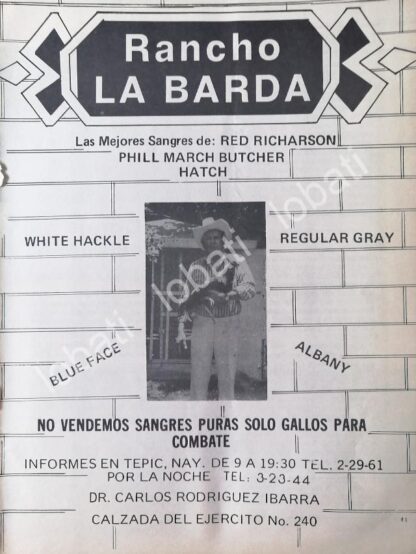 Rancho
LA BARDA
Las Mejores Sangres de: RED RICHARSON
PHILL MARCH BUTCHER
HATCH
WHITE HACKLE
REGULAR GRAY
BLUE FACE
ALBANY
NO VENDEMOS SANGRES PURAS SOLO GALLOS PARA
COMBATE
INFORMES EN TEPIC, NAY. DE 9 A 19:30 TEL. 2-29-61
POR LA NOCHE TEL: 3-23-44
DR. CARLOS RODRIGUEZ IBARRA
CALZADA DEL EJERCITO No. 240
lobati lobati lobati lobati